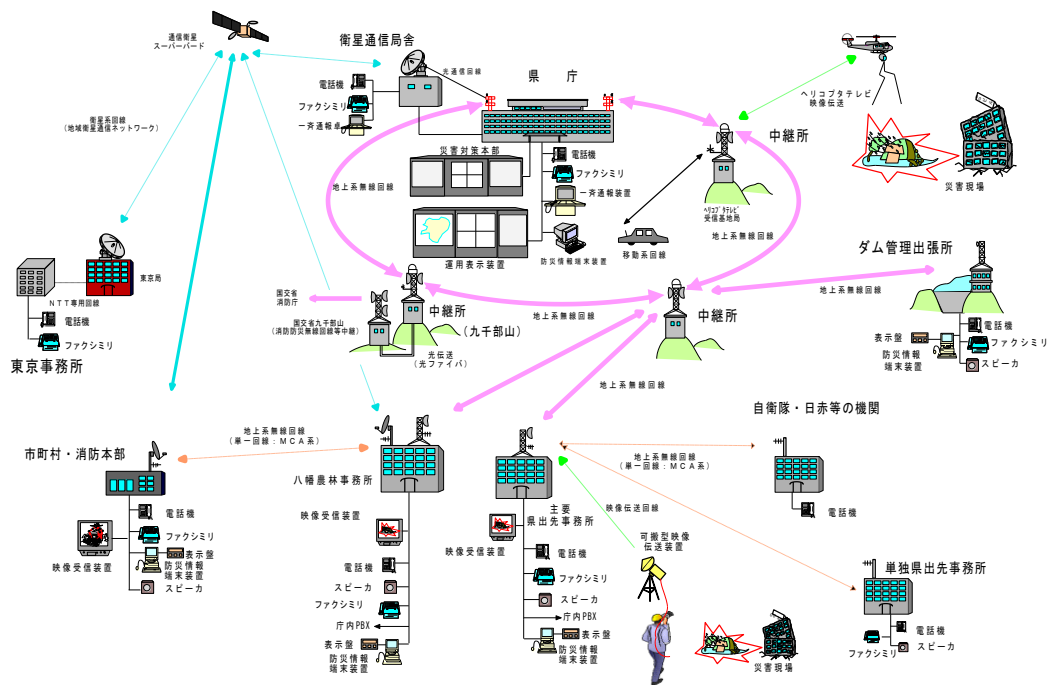 通信衛星
スーパーバード
衛星通信局舎
光通信回線
県庁
電話機
ファクシミリ
一斉通報卓
ヘリコプタテレビ
映像伝送
衛星系回線
(地域衛星通信ネットワーク)
中継所
災害対策本部
電話機
ファクシミリ
一斉通報装置
災害現場
地上系無線回線
ヘリコプタテレビ
受信基地局
地上系無線回線
移動系回線
運用表示装置
防災情報端末装置
ダム管理出張所
東京局
NTT専用回線
電話機
ファクシミリ
東京事務所
国交省
消防庁
国交省九千部山
(消防防災無線回線等中継)
中継所
(九千部山)
光伝送
(光ファイバ)
地上系無線回線
中継所
地上系無線回線
電話機
表示盤
ファクシミリ
防災情報
端末装置
スピーカ
地上系無線回線
自衛隊・日赤等の機関
地上系無線回線
(単一回線:MCA系)
市町村・消防本部
八幡農林事務所
地上系無線回線
(単一回線:MCA系)
電話機
映像受信装置
電話機
ファクシミリ
表示盤
防災情報
端末装置
映像受信装置
スピーカ
主要
県出先事務所
映像伝送回線
映像受信装置
可搬型映像
伝送装置
電話機
スピーカ
ファクシミリ
庁内PBX
表示盤
防災情報
端末装置
電話機
ファクシミリ
スピーカ
庁内PBX
表示盤
防災情報
端末装置
単独県出先事務所
電話機
ファクシミリ
スピーカ
災害現場